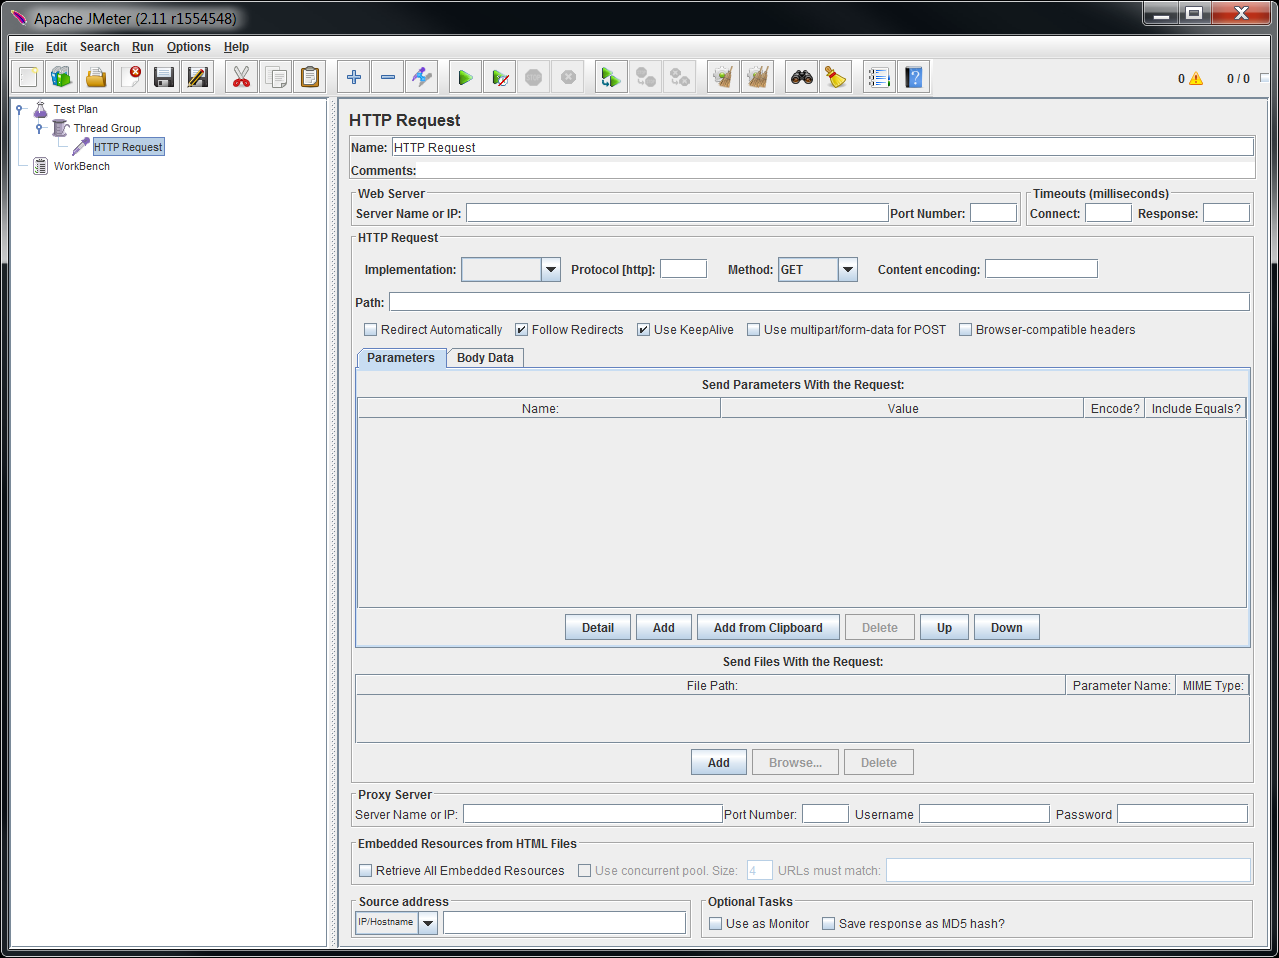 Apache JMeter (2.11 r1554548)
File Edit Search Run Options Help
0 0 / 0
Test Plan
Thread Group
HTTP Request
WorkBench
HTTP Request
Name: HTTP Request
Comments:
Web Server
Server Name or IP: Port Number:
Timeouts (milliseconds)
Connect: Response:
HTTP Request
Implementation: Protocol [http]: Method: GET Content encoding:
Path:
Redirect Automatically Follow Redirects Use KeepAlive Use multipart/form-data for POST Browser-compatible headers
Parameters Body Data
Send Parameters With the Request:
Name: Value Encode? Include Equals?
Detail Add Add from Clipboard Delete Up Down
Send Files With the Request:
File Path: Parameter Name: MIME Type:
Add Browse... Delete
Proxy Server
Server Name or IP: Port Number: Username Password
Embedded Resources from HTML Files
Retrieve All Embedded Resources Use concurrent pool. Size: 4 URLs must match:
Source address
IP/Hostname
Optional Tasks
Use as Monitor Save response as MD5 hash?